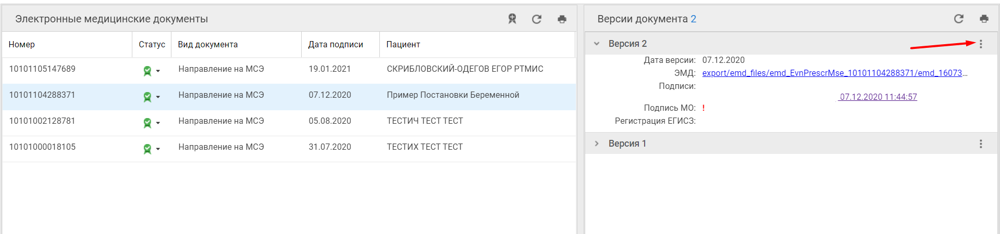 Электронные медицинские документы
Номер Статус Вид документа Дата подписи Пациент
10101105147689 Направление на МСЭ 19.01.2021 СКРИБЛОВСКИЙ-ОДЕГОВ ЕГОР РТМИС
10101104288371 Направление на МСЭ 07.12.2020 Пример Постановки Беременной
10101002128781 Направление на МСЭ 05.08.2020 ТЕСТИЧ ТЕСТ ТЕСТ
10101000018105 Направление на МСЭ 31.07.2020 ТЕСТИХ ТЕСТ ТЕСТ
Версии документа 2
Версия 2
Дата версии: 07.12.2020
ЭМД: export/emd_files/emd_EvnPrescrMse_10101104288371/emd_16073...
Подписи:
07.12.2020 11:44:57
Подпись МО: !
Регистрация ЕГИСЗ:
Версия 1